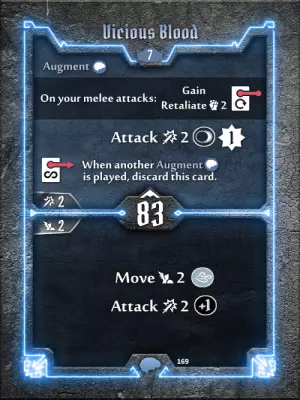 Vicious Blood
7
Augment
On your melee attacks: Gain
Retaliate 2
Attack 2 1
When another Augment
is played, discard this card.
2
83
2
Move 2
Attack 2 +1
169